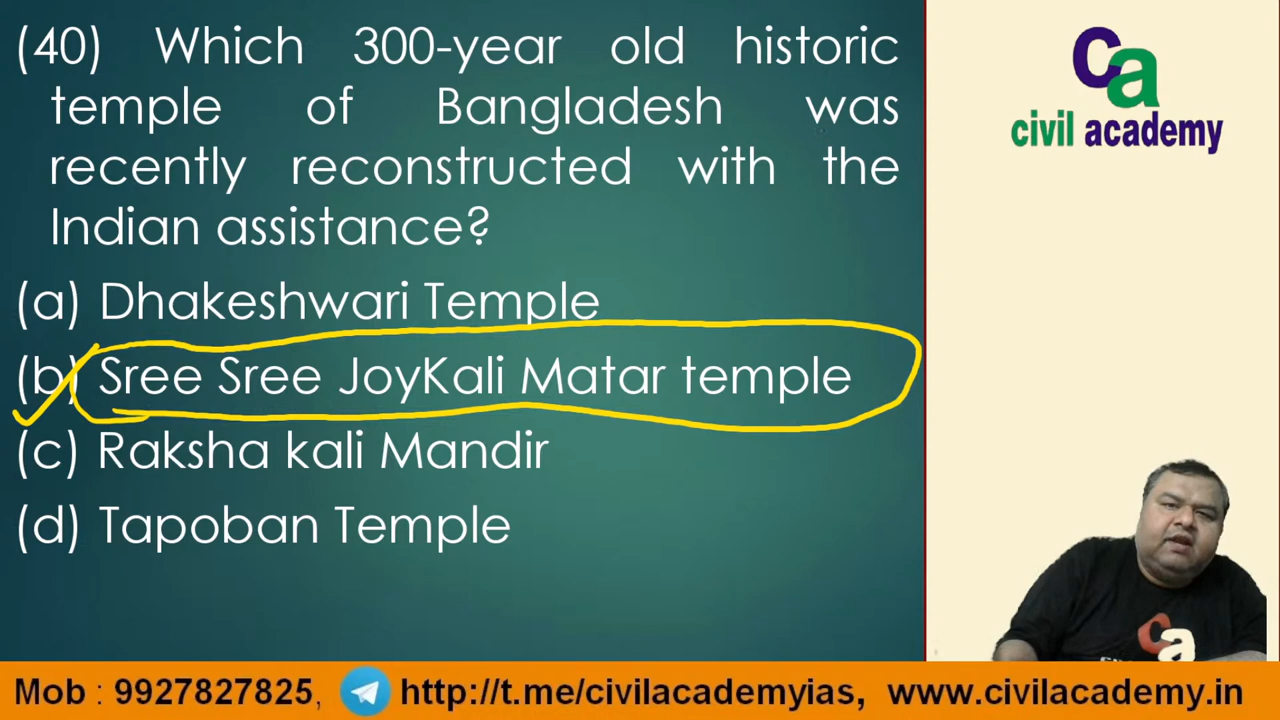 (40) Which 300-year old historic
temple of Bangladesh was
recently reconstructed with the
Indian assistance?
(a) Dhakeshwari Temple
(b) Sree Sree JoyKali Matar temple
(c) Raksha kali Mandir
(d) Tapoban Temple
ca
civil academy
ca
Mob : 9927827825, http://t.me/civilacademyias, www.civilacademy.in